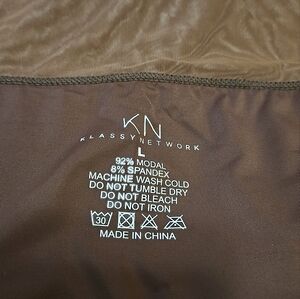 KN
KLASSYNETWORK
L
92% MODAL
8% SPANDEX
MACHINE WASH COLD
DO NOT TUMBLE DRY
DO NOT BLEACH
DO NOT IRON
30
MADE IN CHINA